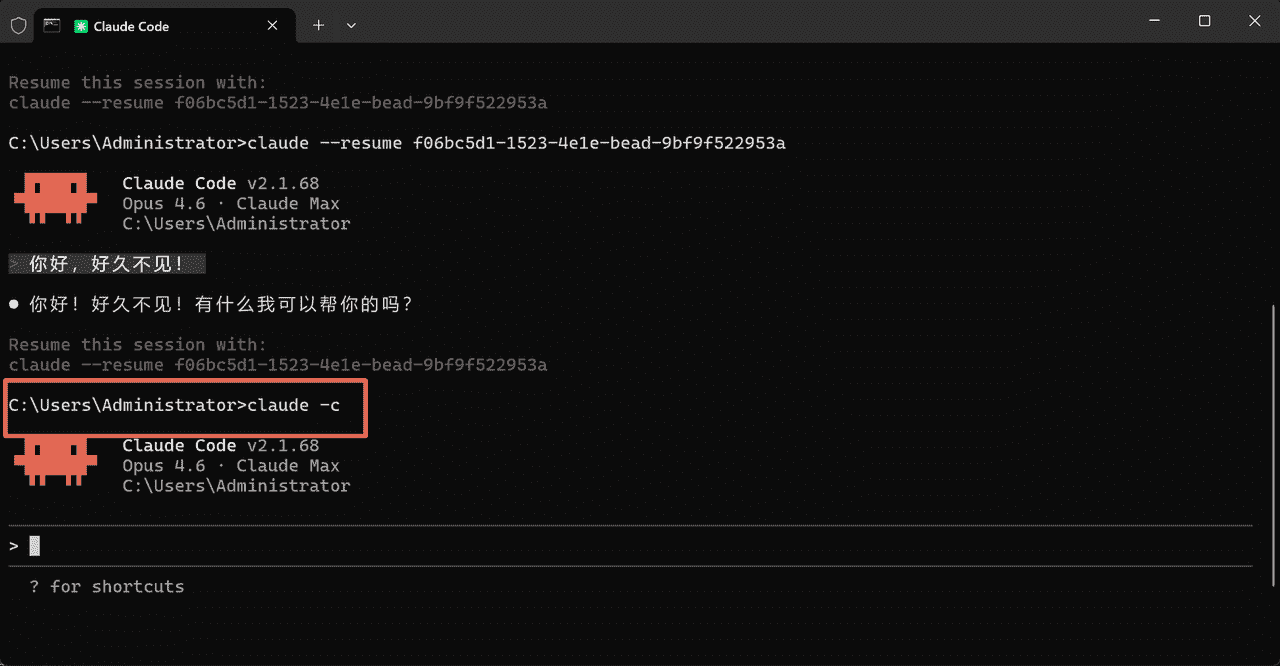 Claude Code
Resume this session with:
claude --resume f06bc5d1-1523-4e1e-bead-9bf9f522953a
C:\Users\Administrator>claude --resume f06bc5d1-1523-4e1e-bead-9bf9f522953a
Claude Code v2.1.68
Opus 4.6 · Claude Max
C:\Users\Administrator
> 你好，好久不见！
● 你好！好久不见！有什么我可以帮你的吗？
Resume this session with:
claude --resume f06bc5d1-1523-4e1e-bead-9bf9f522953a
C:\Users\Administrator>claude -c
Claude Code v2.1.68
Opus 4.6 · Claude Max
C:\Users\Administrator
>
? for shortcuts